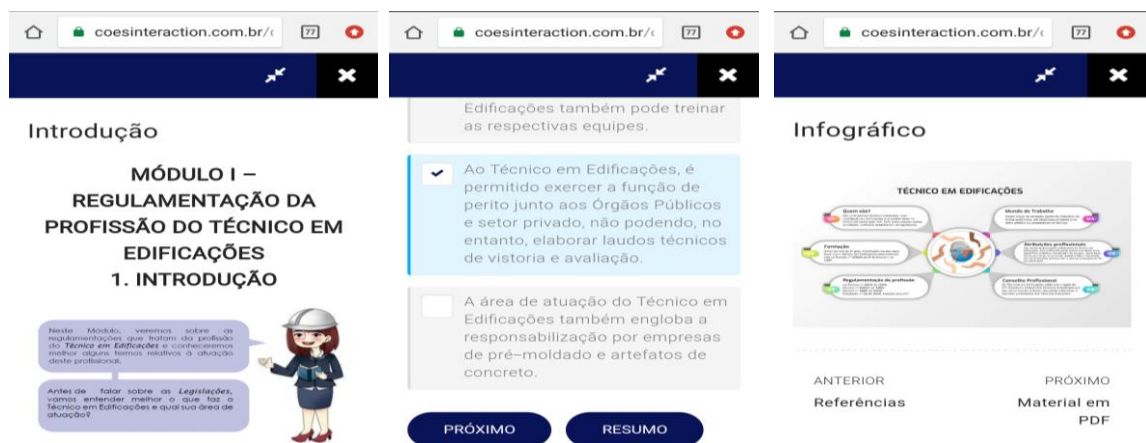 coesinteraction.com.br/
77
Introdução
MÓDULO I –
REGULAMENTAÇÃO DA
PROFISSÃO DO TÉCNICO EM
EDIFICAÇÕES
1. INTRODUÇÃO
Neste Módulo, veremos sobre as
regulamentações que tratam da profissão
do Técnico em Edificações e conheceremos
melhor alguns termos relativos à atuação
deste profissional.
Antes de falar sobre as Legislações,
vamos entender melhor o que faz o
Técnico em Edificações e qual sua área de
atuação?
coesinteraction.com.br/
77
Edificações também pode treinar
as respectivas equipes.
Ao Técnico em Edificações, é
permitido exercer a função de
perito junto aos Órgãos Públicos
e setor privado, não podendo, no
entanto, elaborar laudos técnicos
de vistoria e avaliação.
A área de atuação do Técnico em
Edificações também engloba a
responsabilização por empresas
de pré–moldado e artefatos de
concreto.
PRÓXIMO
RESUMO
coesinteraction.com.br/
77
Infográfico
TÉCNICO EM EDIFICAÇÕES
Quem são?
Mundo do Trabalho
Formação
Atribuições profissionais
Regulamentação da profissão
Conselho Profissional
ANTERIOR
Referências
PRÓXIMO
Material em
PDF